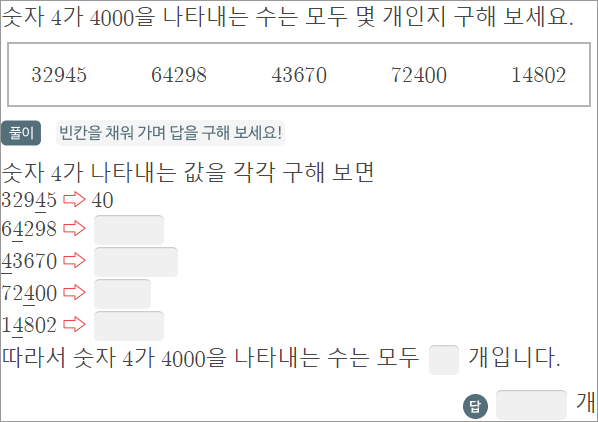 숫자 4가 4000을 나타내는 수는 모두 몇 개인지 구해 보세요.
32945 64298 43670 72400 14802
풀이 빈칸을 채워 가며 답을 구해 보세요!
숫자 4가 나타내는 값을 각각 구해 보면
32945 ⇨ 40
64298 ⇨
43670 ⇨
72400 ⇨
14802 ⇨
따라서 숫자 4가 4000을 나타내는 수는 모두 개입니다.
답 개